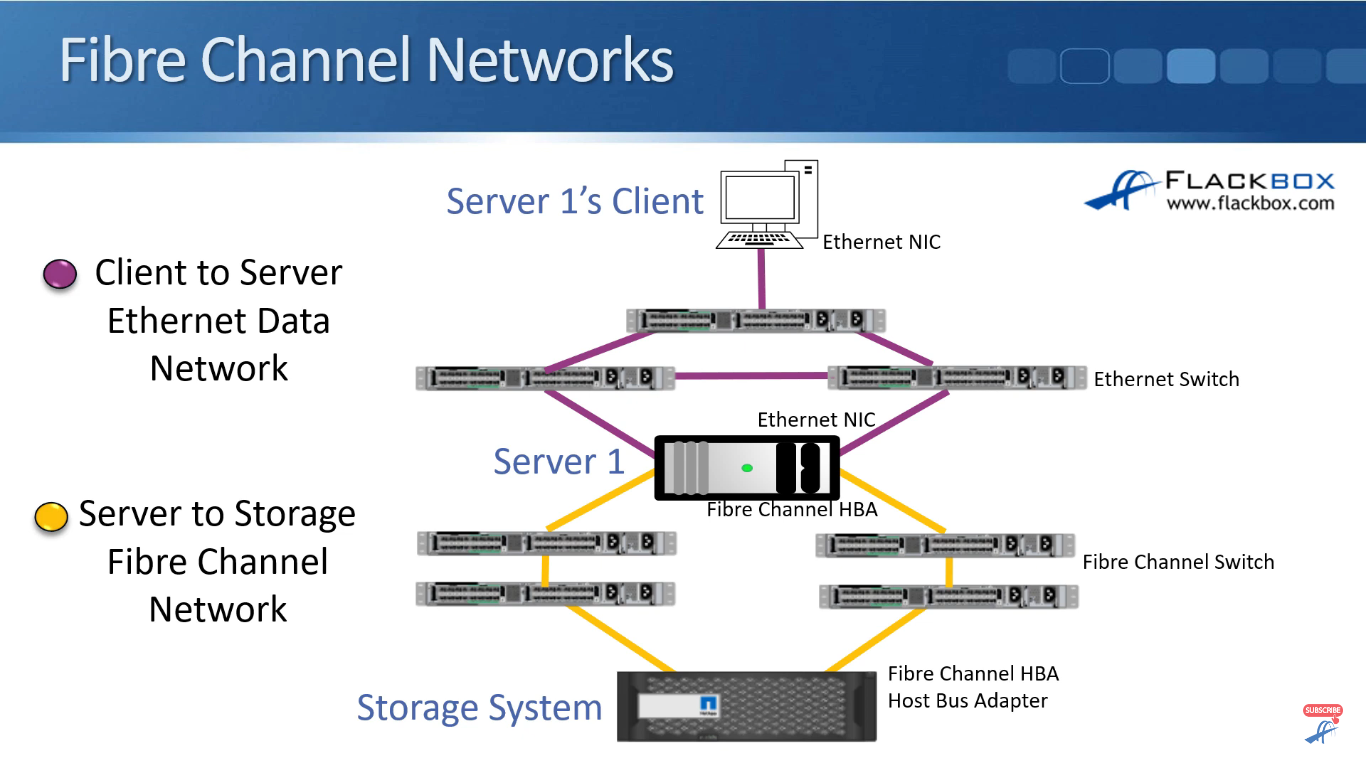 Fibre Channel Networks
FLACKBOX
www.flackbox.com
Server 1's Client
Ethernet NIC
Client to Server
Ethernet Data
Network
Ethernet Switch
Ethernet NIC
Server 1
Fibre Channel HBA
Server to Storage
Fibre Channel
Network
Fibre Channel Switch
Storage System
Fibre Channel HBA
Host Bus Adapter
SUBSCRIBE